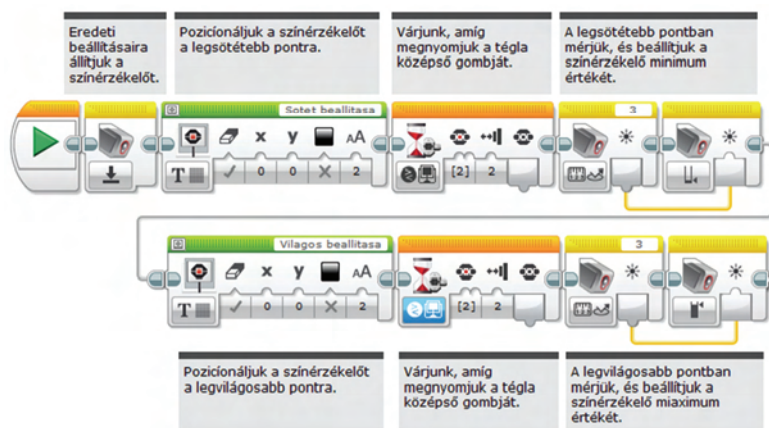 Eredeti
beállításaira
állítjuk a
színérzékelőt.
Pozicionáljuk a színérzékelőt
a legsötétebb pontra.
Várjunk, amíg
megnyomjuk a tégla
középső gombját.
A legsötétebb pontban
mérjük, és beállítjuk a
színérzékelő minimum
értékét.
Sotet beallitasa
3
x y AA
T 0 0 2
[2] 2
Vilagos beallitasa
3
x y AA
T 0 0 2
[2] 2
Pozicionáljuk a színérzékelőt
a legvilágosabb pontra.
Várjunk, amíg
megnyomjuk a tégla
középső gombját.
A legvilágosabb pontban
mérjük, és beállítjuk a
színérzékelő miaximum
értékét.